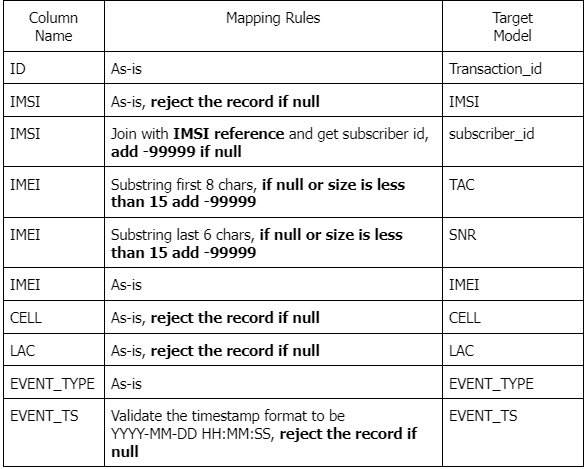 Column Name
Mapping Rules
Target Model
ID
As-is
Transaction_id
IMSI
As-is, reject the record if null
IMSI
IMSI
Join with IMSI reference and get subscriber id,
add -99999 if null
subscriber_id
IMEI
Substring first 8 chars, if null or size is less
than 15 add -99999
TAC
IMEI
Substring last 6 chars, if null or size is less
than 15 add -99999
SNR
IMEI
As-is
IMEI
CELL
As-is, reject the record if null
CELL
LAC
As-is, reject the record if null
LAC
EVENT_TYPE
As-is
EVENT_TYPE
EVENT_TS
Validate the timestamp format to be
YYYY-MM-DD HH:MM:SS, reject the record if
null
EVENT_TS